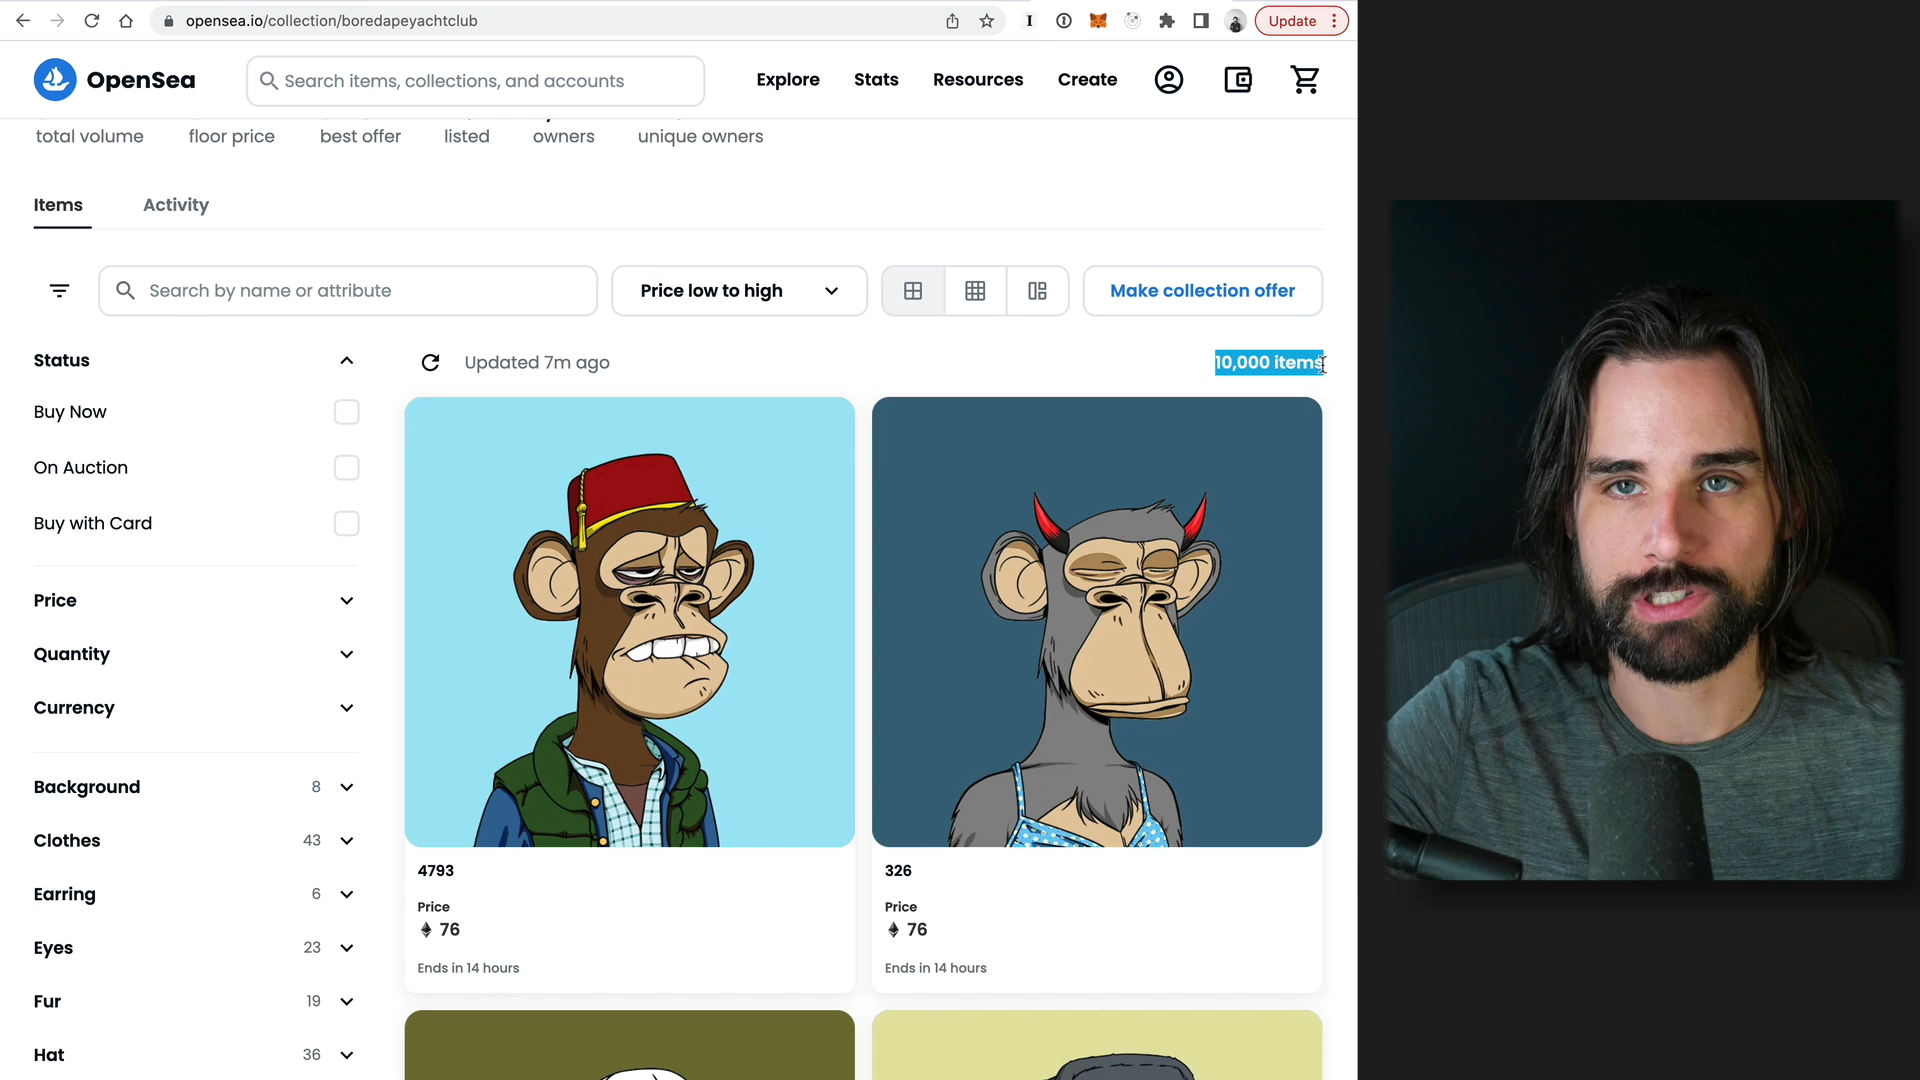 opensea.io/collection/boredapeyachtclub
Update
OpenSea
Search items, collections, and accounts
Explore
Stats
Resources
Create
total volume
floor price
best offer
listed
owners
unique owners
Items
Activity
Search by name or attribute
Price low to high
Make collection offer
Status
Updated 7m ago
10,000 items
Buy Now
On Auction
Buy with Card
Price
Quantity
Currency
Background 8
Clothes 43
Earring 6
Eyes 23
Fur 19
Hat 36
4793
Price
76
Ends in 14 hours
326
Price
76
Ends in 14 hours